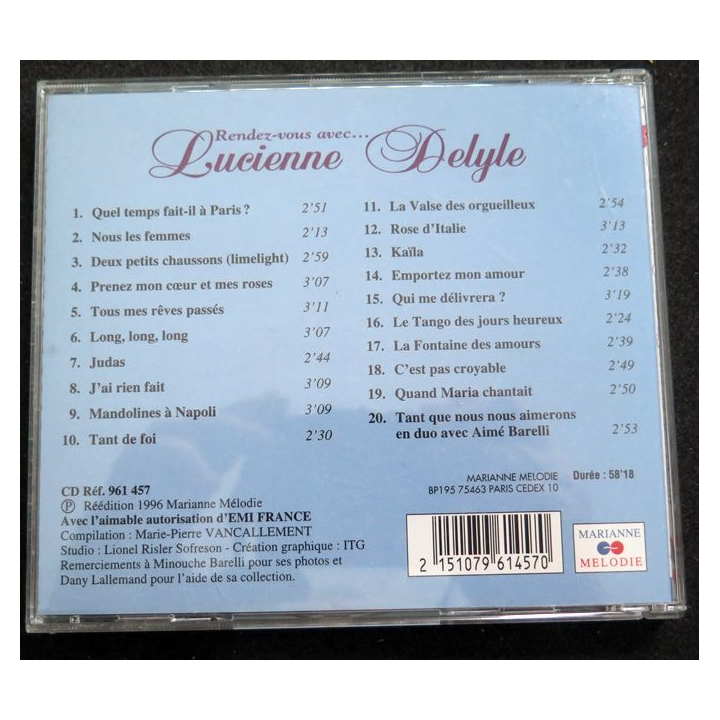 Rendez-vous avec...
Lucienne Delyle
1. Quel temps fait-il à Paris ? 2'51
2. Nous les femmes 2'13
3. Deux petits chaussons (limelight) 2'59
4. Prenez mon cœur et mes roses 3'07
5. Tous mes rêves passés 3'11
6. Long, long, long 3'07
7. Judas 2'44
8. J'ai rien fait 3'09
9. Mandolines à Napoli 3'09
10. Tant de foi 2'30
11. La Valse des orgueilleux 2'54
12. Rose d'Italie 3'13
13. Kaïla 2'32
14. Emportez mon amour 2'38
15. Qui me délivrera ? 3'19
16. Le Tango des jours heureux 2'24
17. La Fontaine des amours 2'39
18. C'est pas croyable 2'49
19. Quand Maria chantait 2'50
20. Tant que nous nous aimerons
en duo avec Aimé Barelli 2'53
MARIANNE MELODIE Durée : 58'18
BP195 75463 PARIS CEDEX 10
CD Réf. 961 457
Ⓟ Réédition 1996 Marianne Mélodie
Avec l'aimable autorisation d'EMI FRANCE
Compilation : Marie-Pierre VANCALLEMENT
Studio : Lionel Risler Sofreson - Création graphique : ITG
Remerciements à Minouche Barelli pour ses photos et
Dany Lallemand pour l'aide de sa collection.
2 151079 614570
MARIANNE
MELODIE